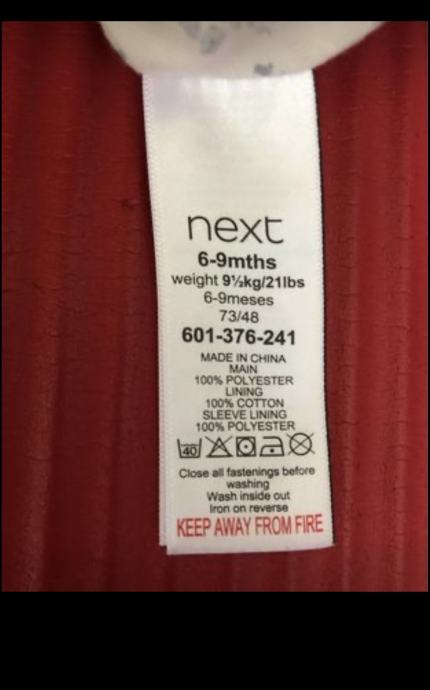 next
6-9mths
weight 9½kg/21lbs
6-9meses
73/48
601-376-241
MADE IN CHINA
MAIN
100% POLYESTER
LINING
100% COTTON
SLEEVE LINING
100% POLYESTER
40
Close all fastenings before
washing
Wash inside out
Iron on reverse
KEEP AWAY FROM FIRE